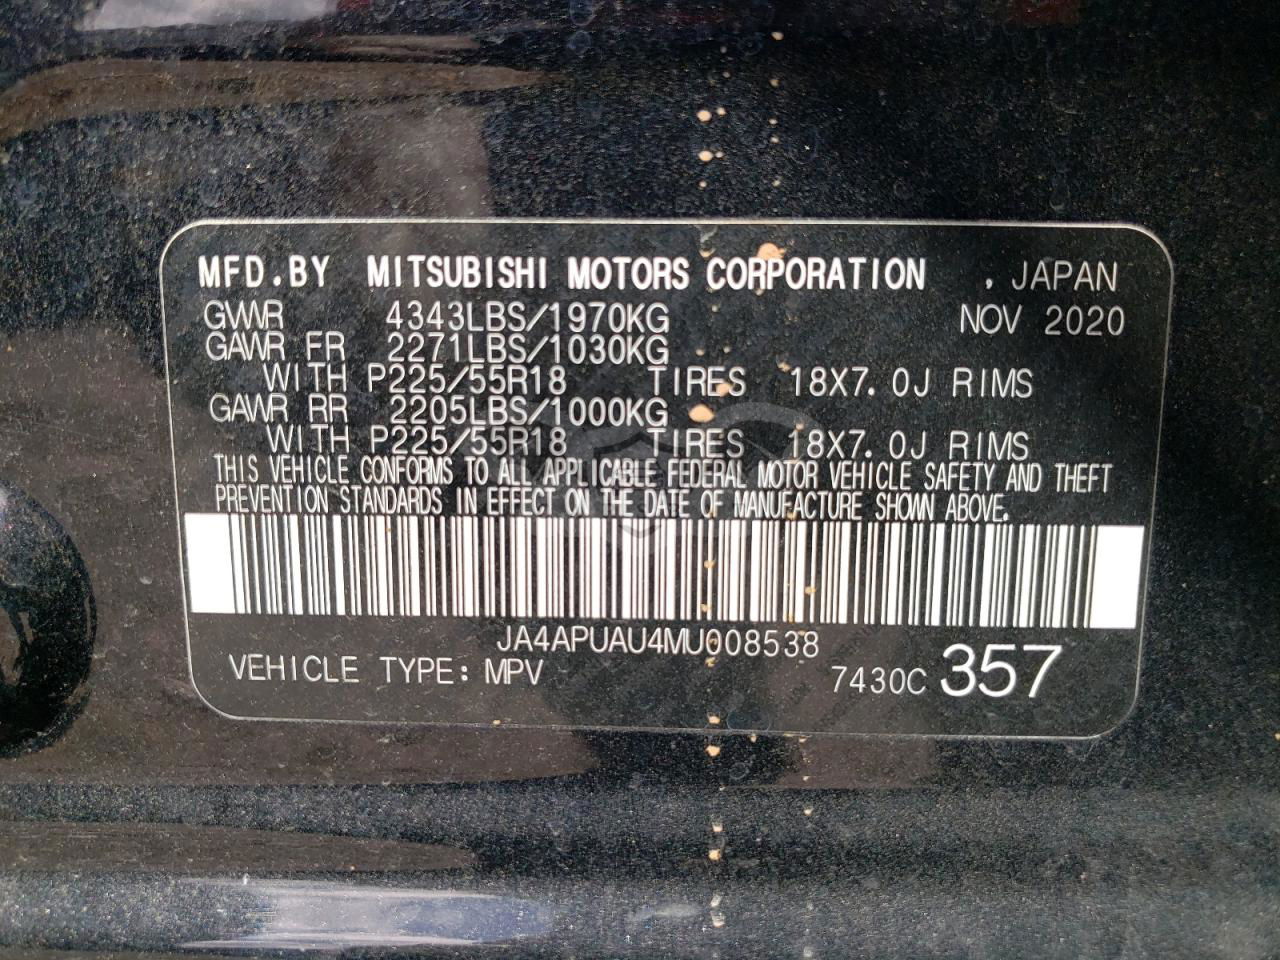 MFD.BY MITSUBISHI MOTORS CORPORATION , JAPAN
GWWR 4343LBS/1970KG NOV 2020
GAWR FR 2271LBS/1030KG
WITH P225/55R18 TIRES 18X7.0J RIMS
GAWR RR 2205LBS/1000KG
WITH P225/55R18 TIRES 18X7.0J RIMS
THIS VEHICLE CONFORMS TO ALL APPLICABLE FEDERAL MOTOR VEHICLE SAFETY AND THEFT
PREVENTION STANDARDS IN EFFECT ON THE DATE OF MANUFACTURE SHOWN ABOVE.
JA4APUAU4MU008538
VEHICLE TYPE: MPV 7430C 357